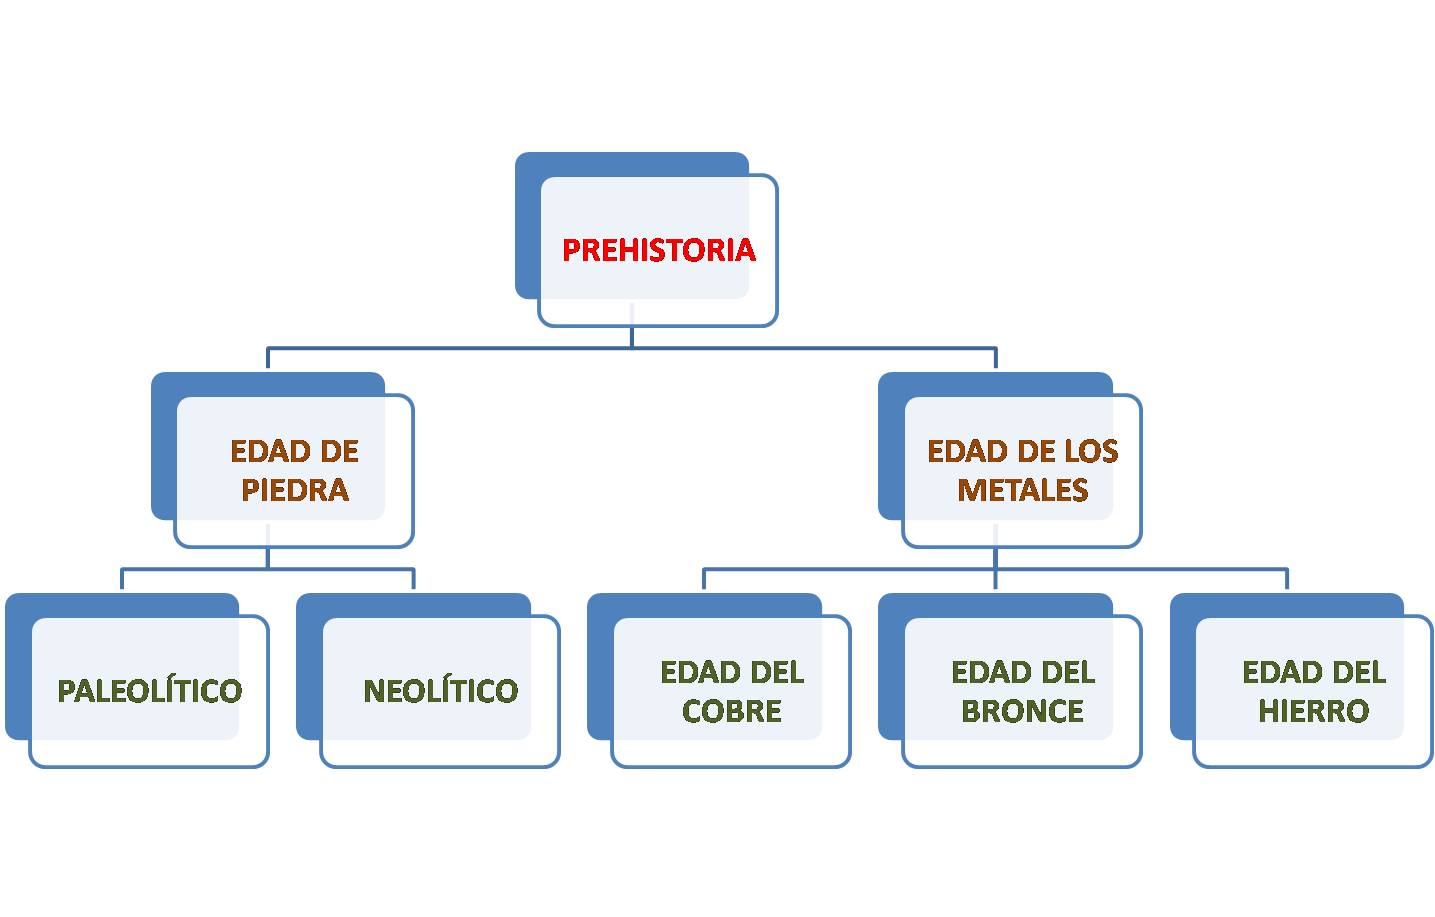 PREHISTORIA
EDAD DE
PIEDRA
EDAD DE LOS
METALES
PALEOLÍTICO
NEOLÍTICO
EDAD DEL
COBRE
EDAD DEL
BRONCE
EDAD DEL
HIERRO